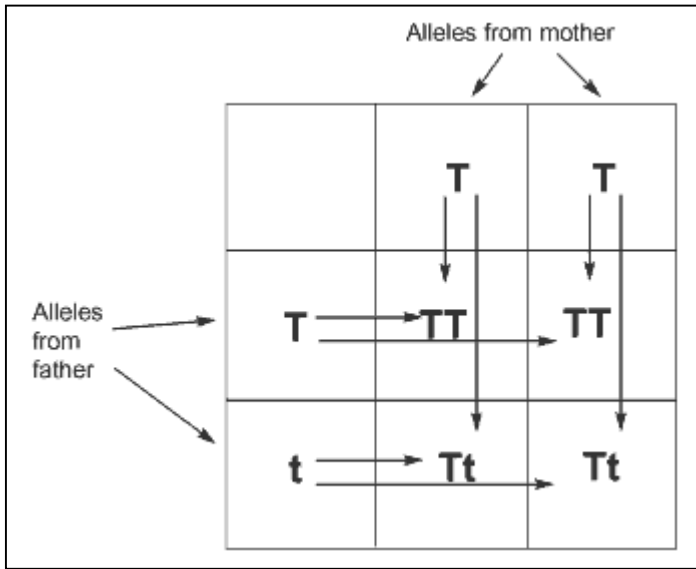 Alleles from mother
T T
Alleles
from
father
T TT TT
t Tt Tt